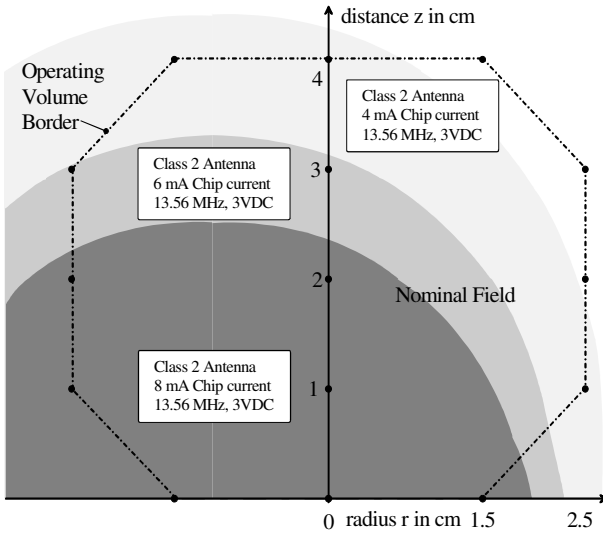 distance z in cm
Operating
Volume
Border
4
Class 2 Antenna
4 mA Chip current
13.56 MHz, 3VDC
Class 2 Antenna
6 mA Chip current
13.56 MHz, 3VDC
3
2
Nominal Field
Class 2 Antenna
8 mA Chip current
13.56 MHz, 3VDC
1
0 radius r in cm 1.5 2.5